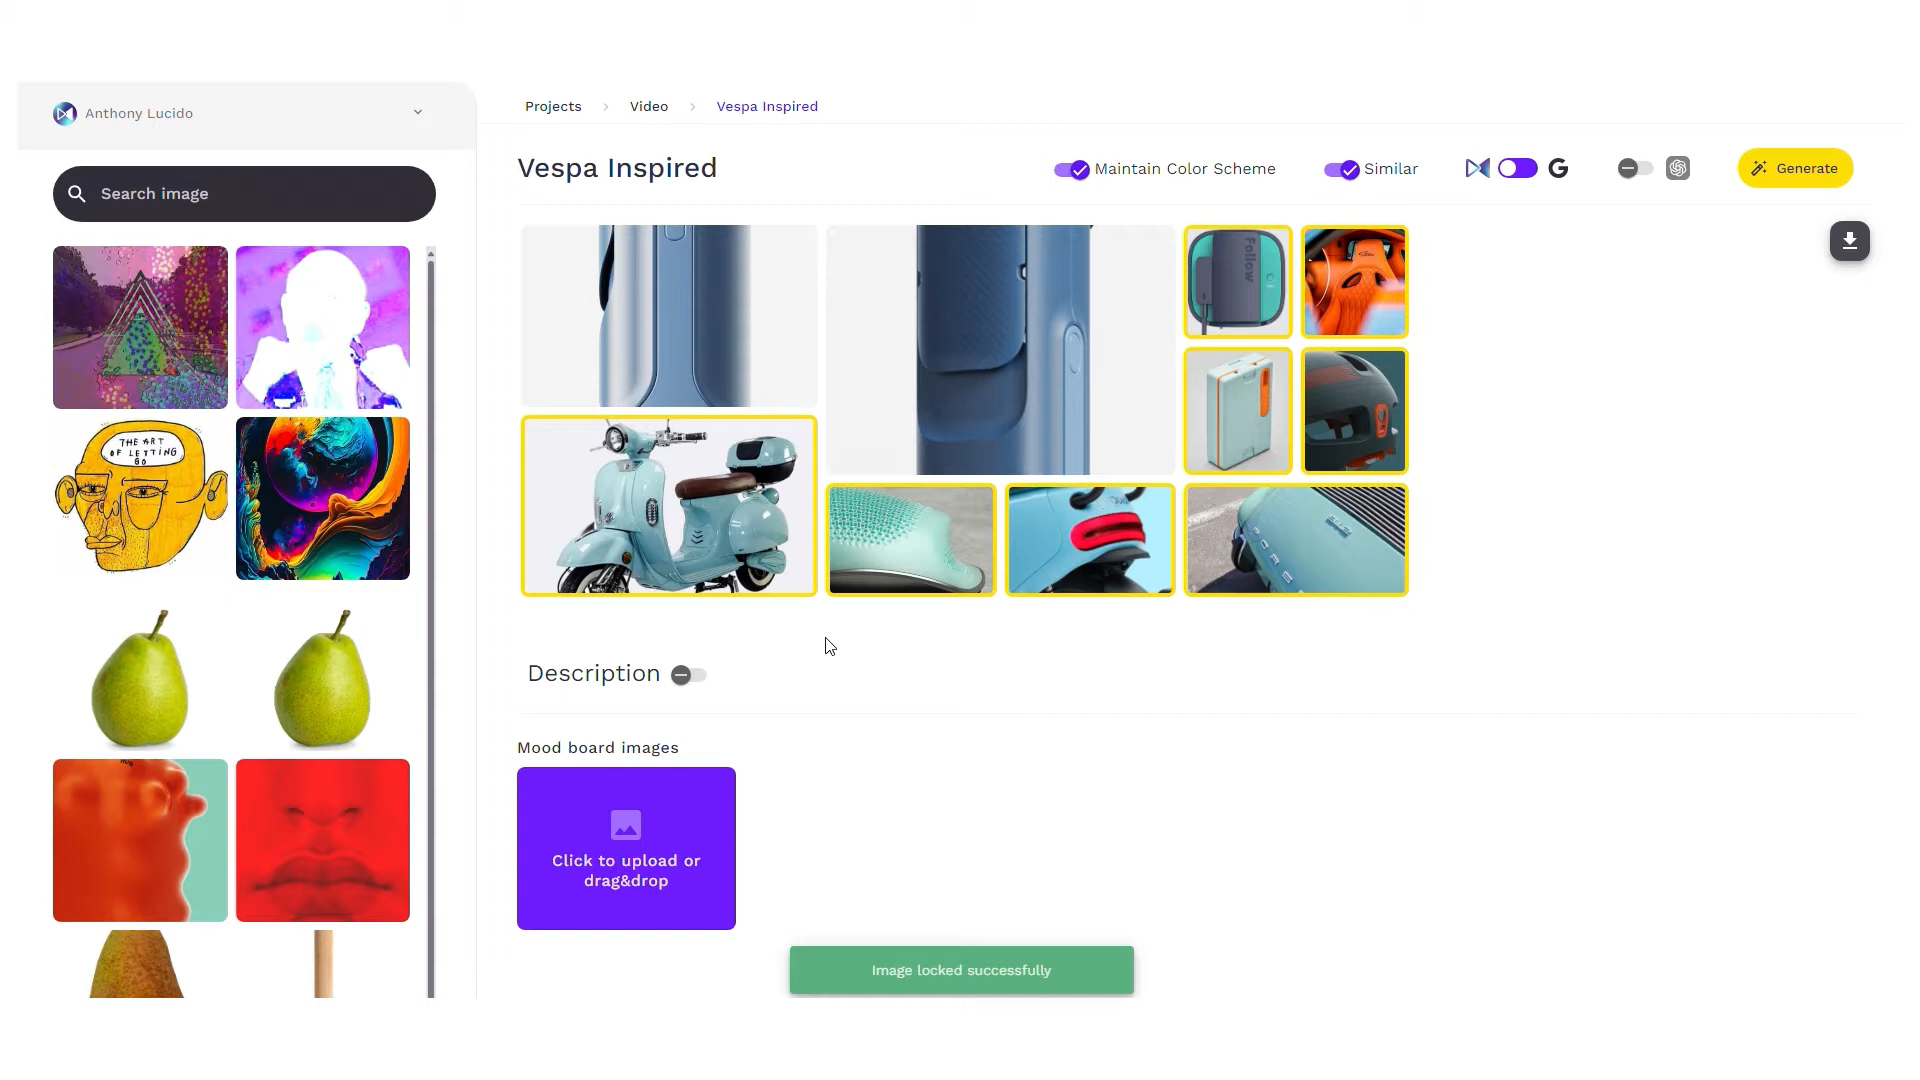 Anthony Lucido
Projects
Video
Vespa Inspired
Vespa Inspired
Maintain Color Scheme
Similar
Generate
Search image
THE ART
OF LETTING
GO
Follow
Description
Mood board images
Click to upload or
drag&drop
Image locked successfully